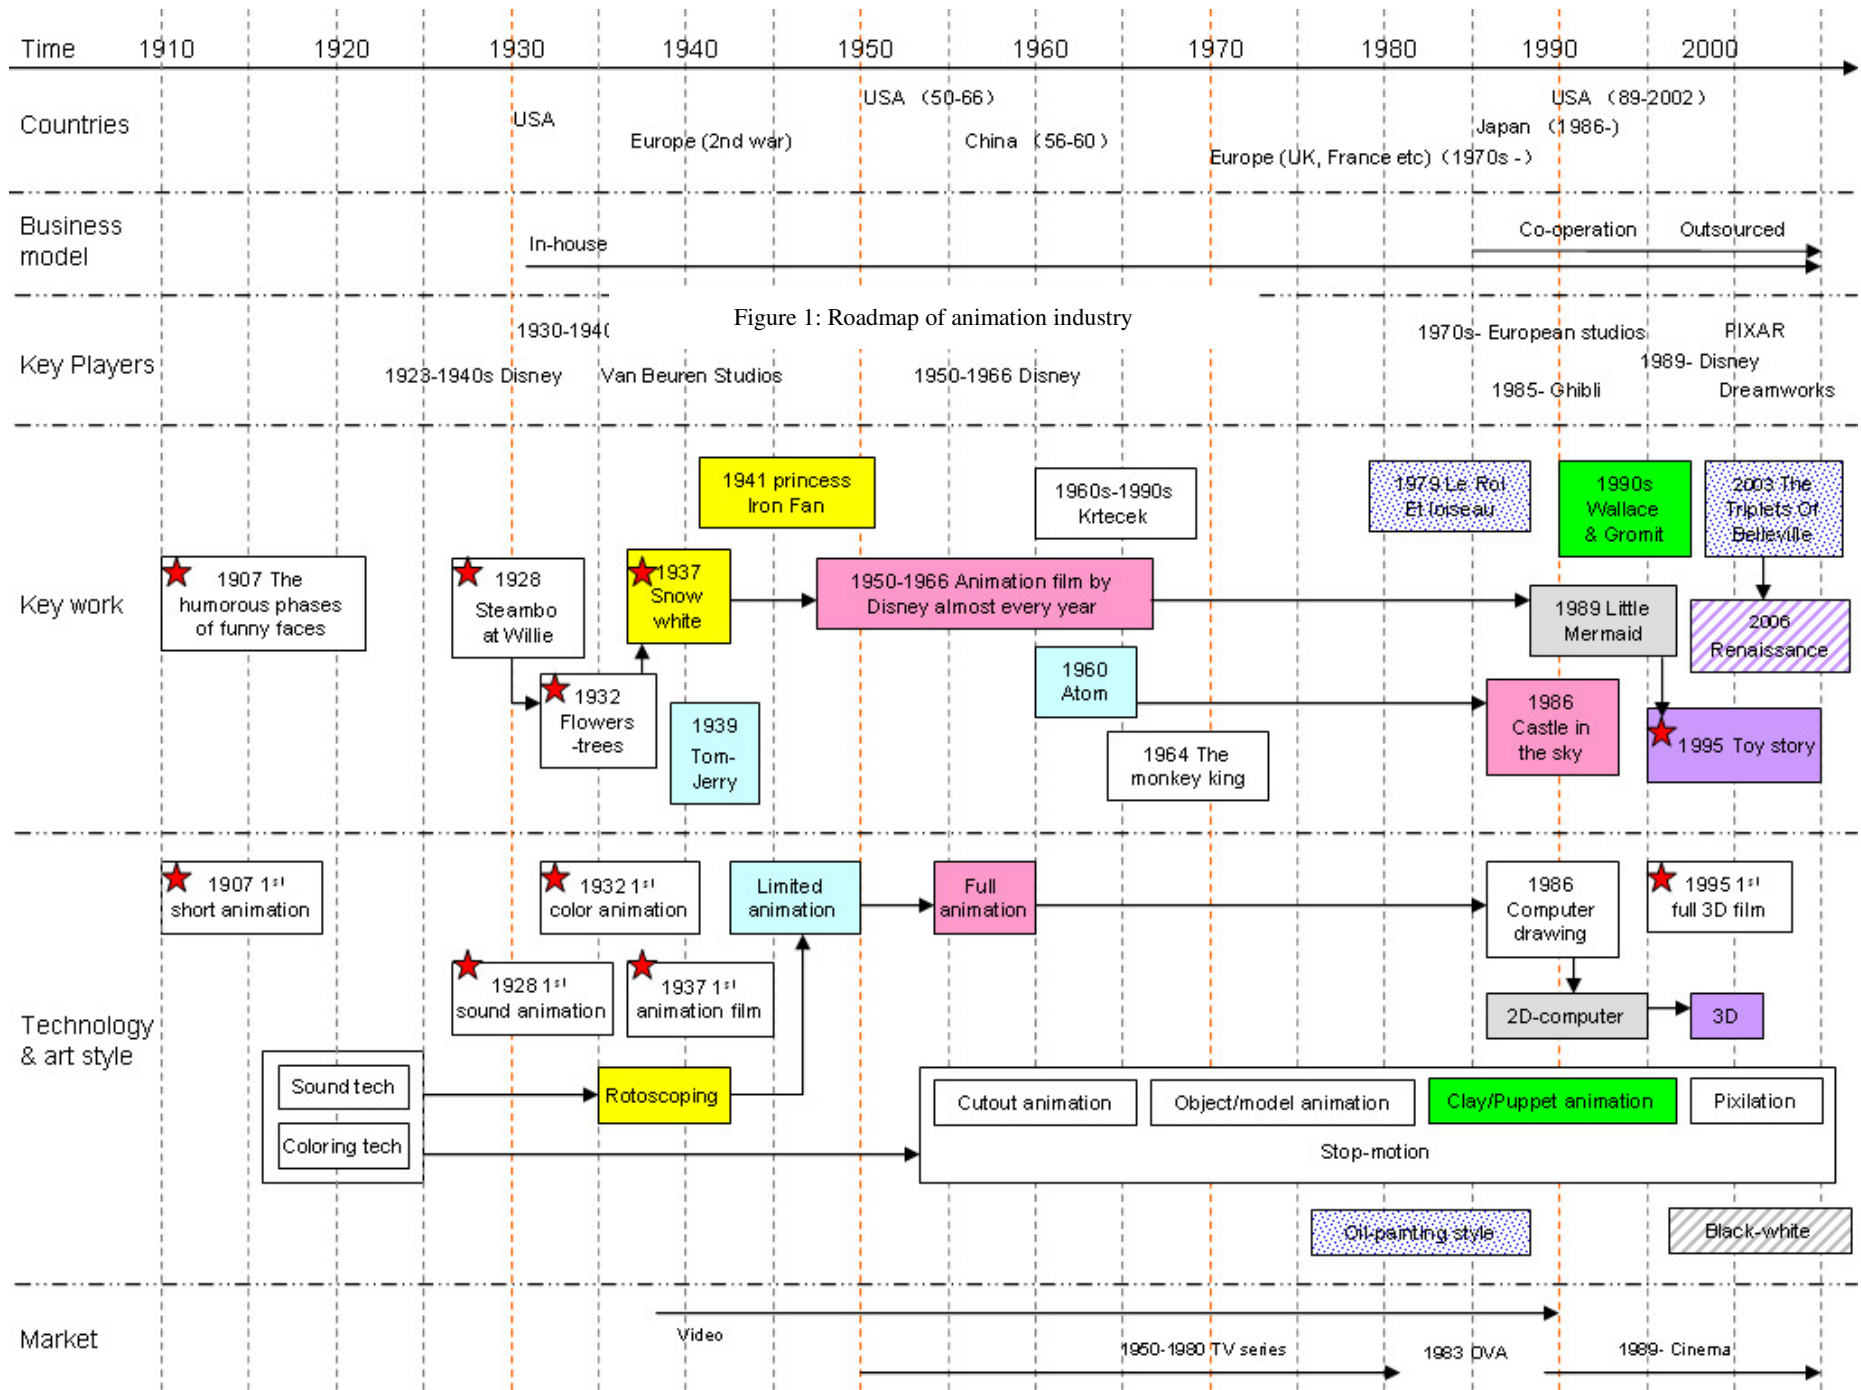 Time 1910 1920 1930 1940 1950 1960 1970 1980 1990 2000
Countries
USA
Europe (2nd war)
USA (50-66)
China (56-60)
Europe (UK, France etc) (1970s -)
Japan (1986-)
USA (89-2002)
Business
model
In-house
Co-operation
Outsourced
Figure 1: Roadmap of animation industry
Key Players
1923-1940s Disney
Van Beuren Studios
1950-1966 Disney
1970s- European studios
1985- Ghibli
1989- Disney
PIXAR
Dreamworks
Key work
1907 The
humorous phases
of funny faces
1928
Steambo
at Willie
1932
Flowers
-trees
1937
Snow
white
1941 princess
Iron Fan
1939
Tom-
Jerry
1950-1966 Animation film by
Disney almost every year
1960s-1990s
Krtecek
1960
Atom
1964 The
monkey king
1979 Le Roi
Et loiseau
1990s
Wallace
& Gromit
2003 The
Triplets Of
Belleville
1989 Little
Mermaid
2006
Renaissance
1986
Castle in
the sky
1995 Toy story
Technology
& art style
1907 1st
short animation
1932 1st
color animation
1928 1st
sound animation
1937 1st
animation film
Limited
animation
Full
animation
1986
Computer
drawing
1995 1st
full 3D film
2D-computer
3D
Sound tech
Coloring tech
Rotoscoping
Cutout animation
Object/model animation
Clay/Puppet animation
Pixilation
Stop-motion
Oil-painting style
Black-white
Market
Video
1950-1980 TV series
1983 OVA
1989- Cinema